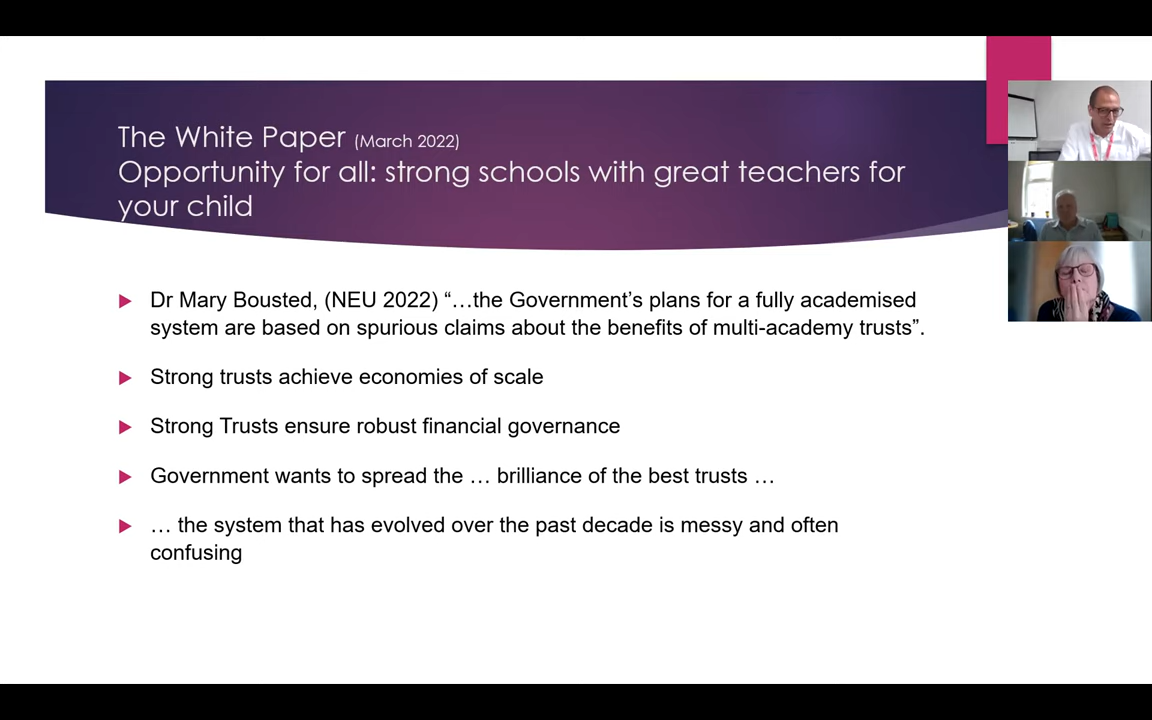 The White Paper (March 2022)
Opportunity for all: strong schools with great teachers for
your child
Dr Mary Bousted, (NEU 2022) “…the Government’s plans for a fully academised
system are based on spurious claims about the benefits of multi-academy trusts”.
Strong trusts achieve economies of scale
Strong Trusts ensure robust financial governance
Government wants to spread the … brilliance of the best trusts …
… the system that has evolved over the past decade is messy and often
confusing